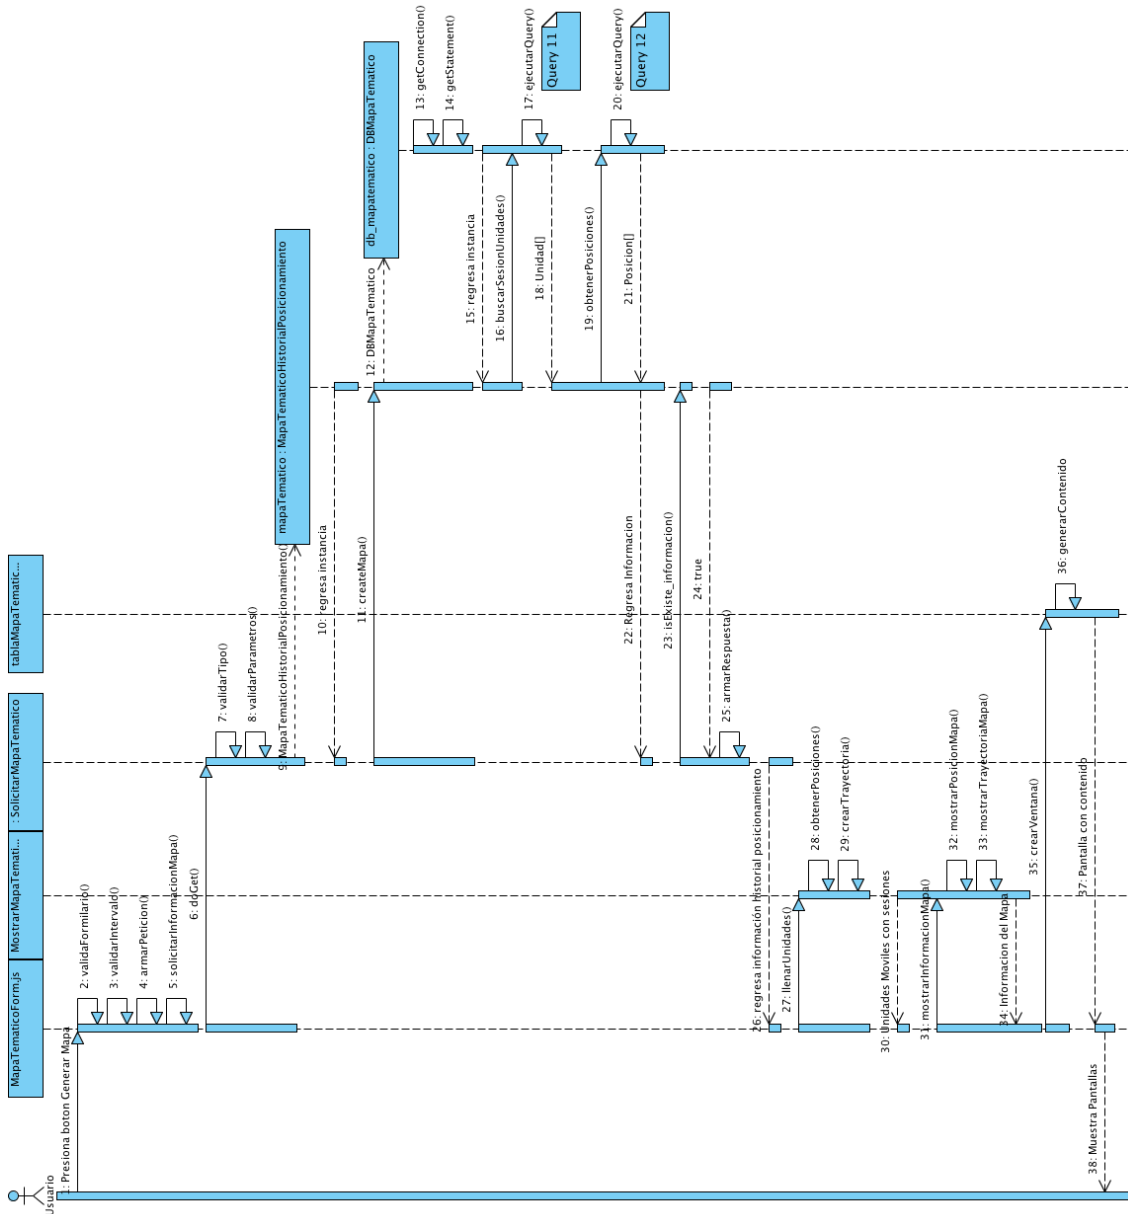 Usuario
MapaTematicoForm.js
MostrarMapaTemati...
: SolicitarMapaTematico
tablaMapaTematic...
mapaTematico : MapaTematicoHistorialPosicionamiento
db_mapatematico : DBMapaTematico
1: Presiona boton Generar Mapa
2: validaFormilario()
3: validarIntervalo()
4: armarPeticion()
5: solicitarInformacionMapa()
6: doGet()
7: validarTipo()
8: validarParametros()
9: MapaTematicoHistorialPosicionamiento()
10: regresa instancia
11: createMapa()
12: DBMapaTematico
13: getConnection()
14: getStatement()
15: regresa instancia
16: buscarSesionUnidades()
17: ejecutarQuery()
Query 11
18: Unidad[]
19: obtenerPosiciones()
20: ejecutarQuery()
Query 12
21: Posicion[]
22: Regresa Informacion
23: isExiste_informacion()
24: true
25: armarRespuesta()
26: regresa información historial posicionamiento
27: llenarUnidades()
28: obtenerPosiciones()
29: crearTrayectoria()
30: Unidades Moviles con sesiones
31: mostrarInformacionMapa()
32: mostrarPosicionMapa()
33: mostrarTrayectoriaMapa()
34: Informacion del Mapa
35: crearVentana()
36: generarContenido
37: Pantalla con contenido
38: Muestra Pantallas